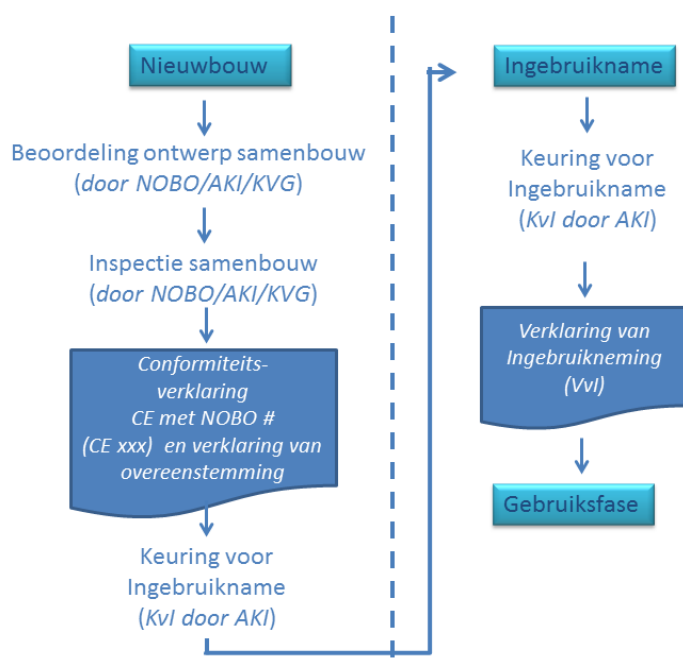 Nieuwbouw
Beoordeling ontwerp samenbouw
(door NOBO/AKI/KVG)
Inspectie samenbouw
(door NOBO/AKI/KVG)
Conformiteits-
verklaring
CE met NOBO #
(CE xxx) en verklaring van
overeenstemming
Keuring voor
Ingebruikname
(KvI door AKI)
Ingebruikname
Keuring voor
Ingebruikname
(KvI door AKI)
Verklaring van
Ingebruikneming
(VvI)
Gebruiksfase